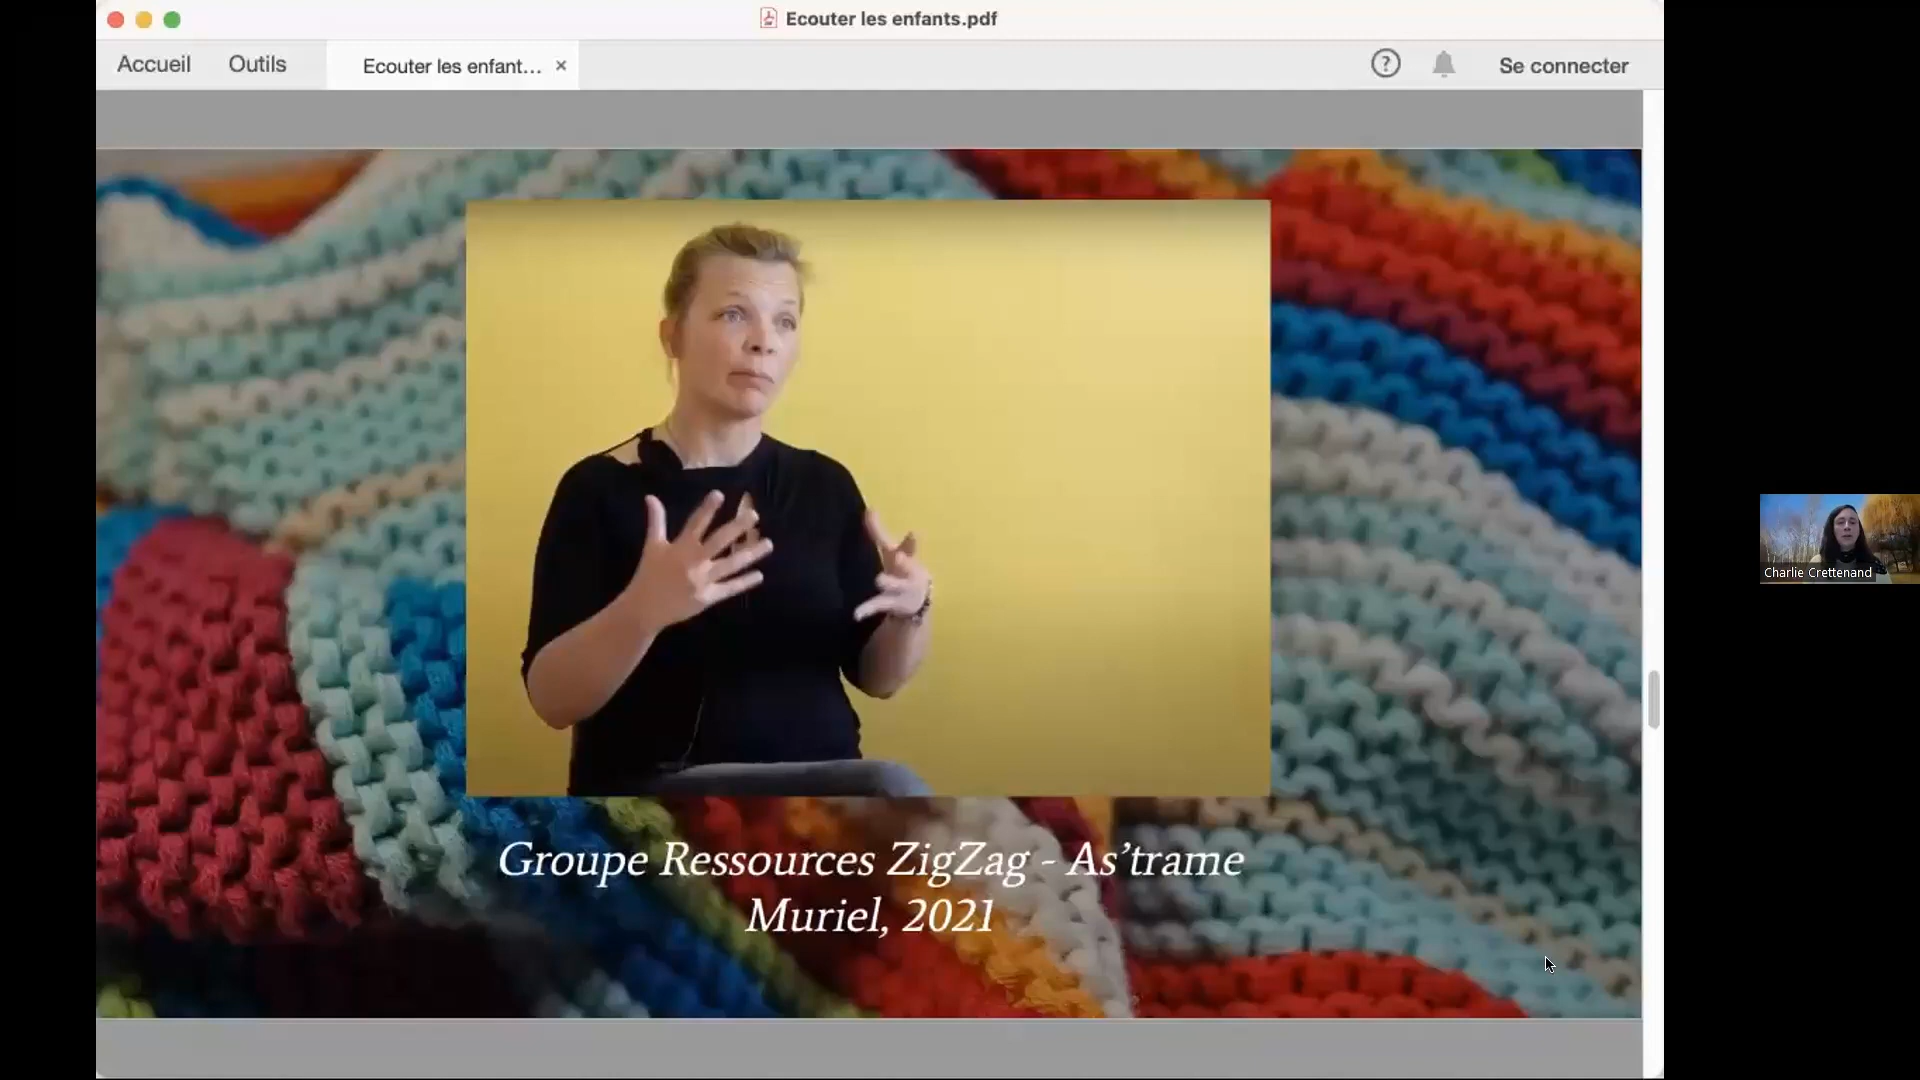 Ecouter les enfants.pdf
Accueil
Outils
Ecouter les enfant...
Se connecter
Groupe Ressources ZigZag - As’trame
Muriel, 2021
Charlie Crettenand